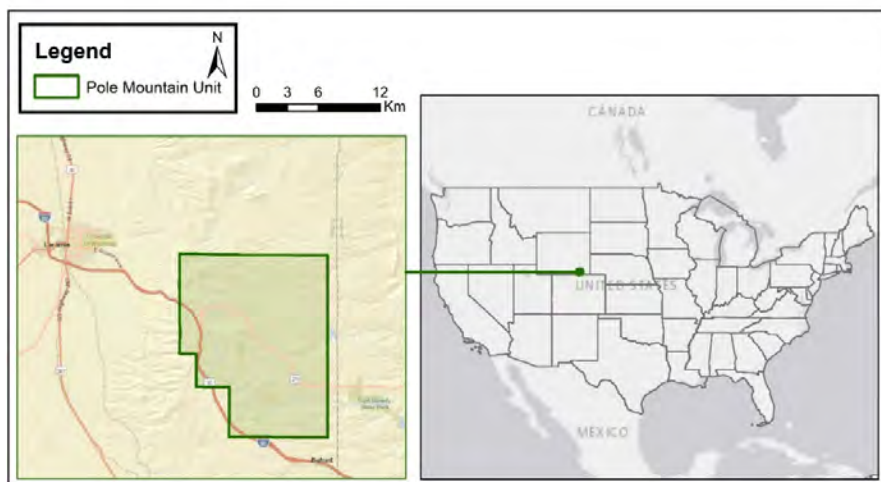 Legend
N
Pole Mountain Unit
0 3 6 12
Km
Laramie
Buford
CANADA
UNITED STATES
MEXICO